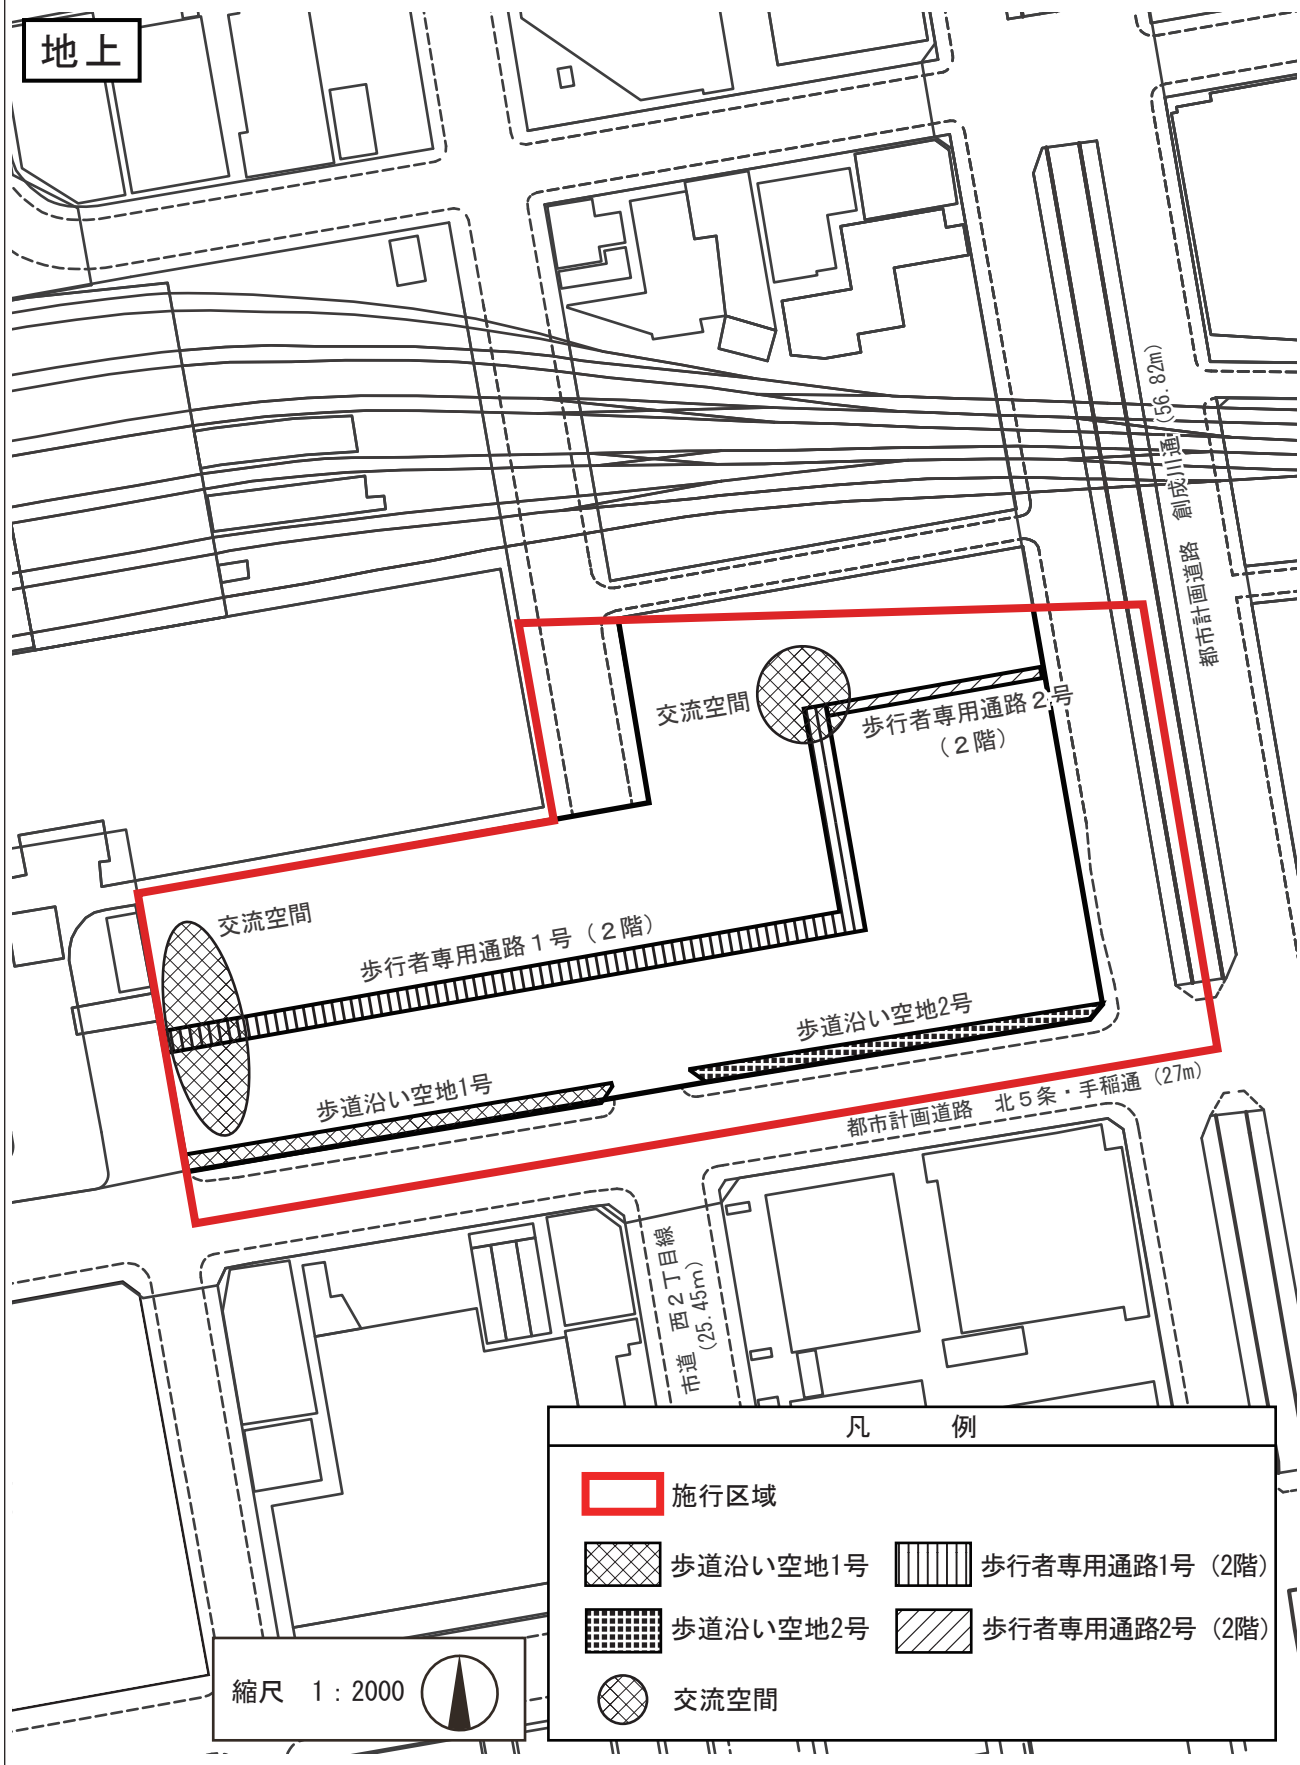 地上
都市計画道路　創成川通（56.82m）
交流空間
歩行者専用通路２号
（２階）
交流空間
歩行者専用通路１号（２階）
歩道沿い空地2号
歩道沿い空地1号
都市計画道路　北５条・手稲通（27m）
市道　西２丁目線
（25.45m）
凡　例
施行区域
歩道沿い空地1号
歩行者専用通路1号（2階）
歩道沿い空地2号
歩行者専用通路2号（2階）
交流空間
縮尺　1：2000